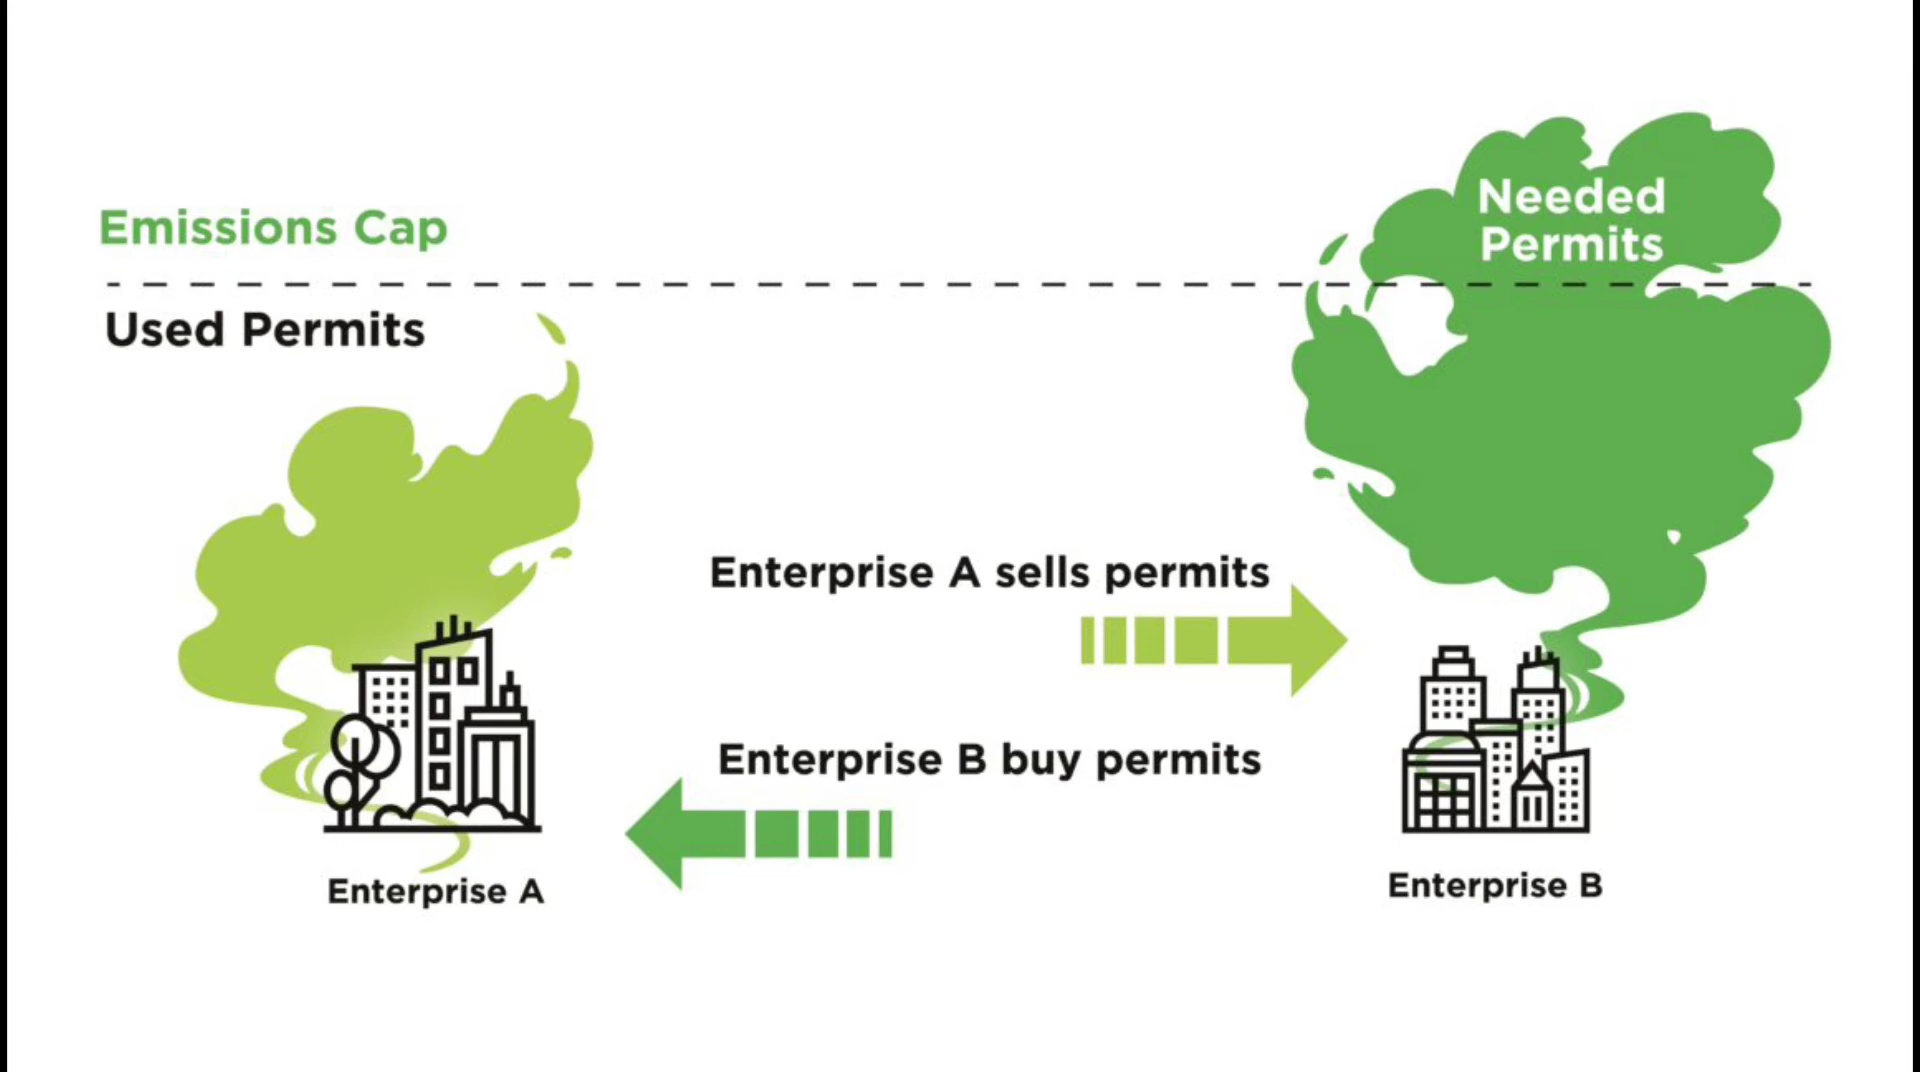 Emissions Cap
Needed
Permits
Used Permits
Enterprise A sells permits
Enterprise B buy permits
Enterprise A
Enterprise B